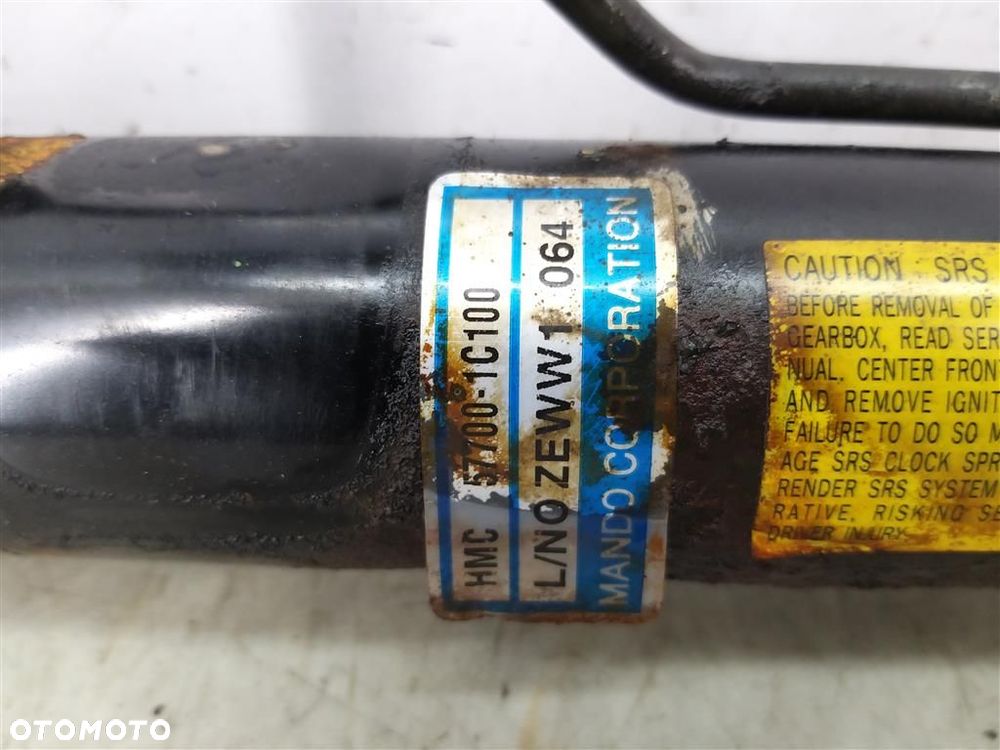 HMC 57700-1C100
L/NO ZEWW1 064
MANDO CORPORATION
CAUTION SRS
BEFORE REMOVAL OF
GEARBOX, READ SER
NUAL, CENTER FRON
AND REMOVE IGNIT
FAILURE TO DO SO M
AGE SRS CLOCK SPR
RENDER SRS SYSTEM
RATIVE, RISKING SE
DRIVER INJURY.
OTOMOTO